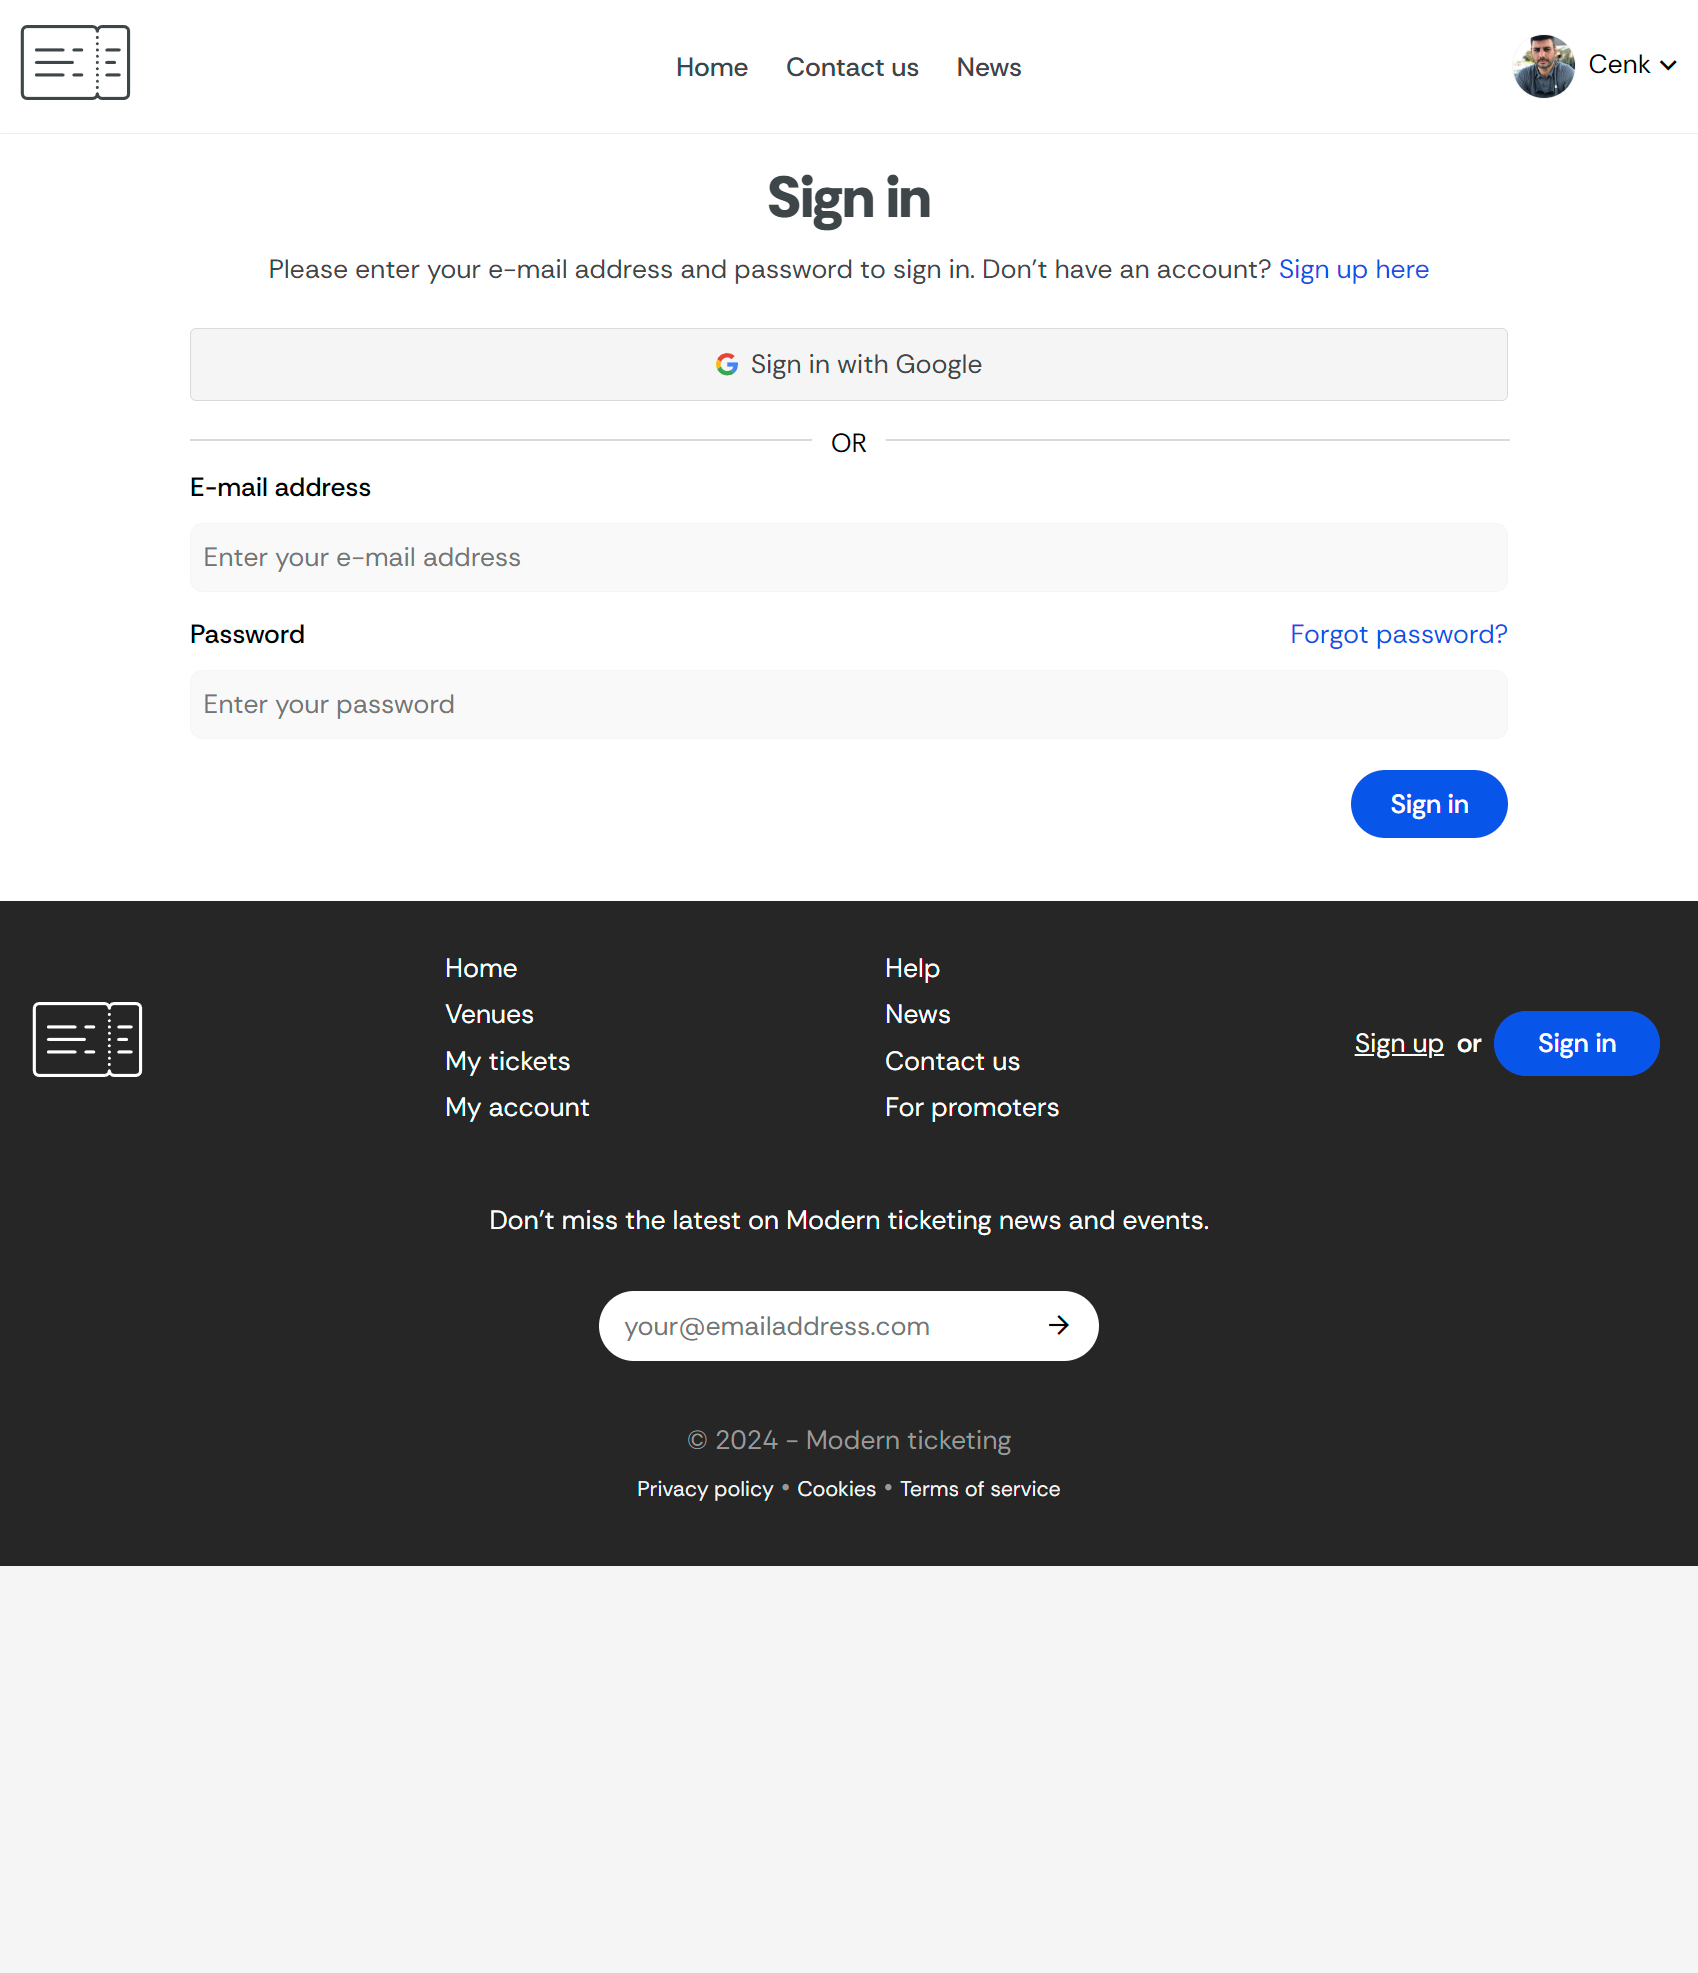 Home Contact us News Cenk
Sign in
Please enter your e-mail address and password to sign in. Don't have an account? Sign up here
Sign in with Google
OR
E-mail address
Enter your e-mail address
Password Forgot password?
Enter your password
Sign in
Home
Venues
My tickets
My account
Help
News
Contact us
For promoters
Sign up or Sign in
Don't miss the latest on Modern ticketing news and events.
your@emailaddress.com
© 2024 - Modern ticketing
Privacy policy • Cookies • Terms of service